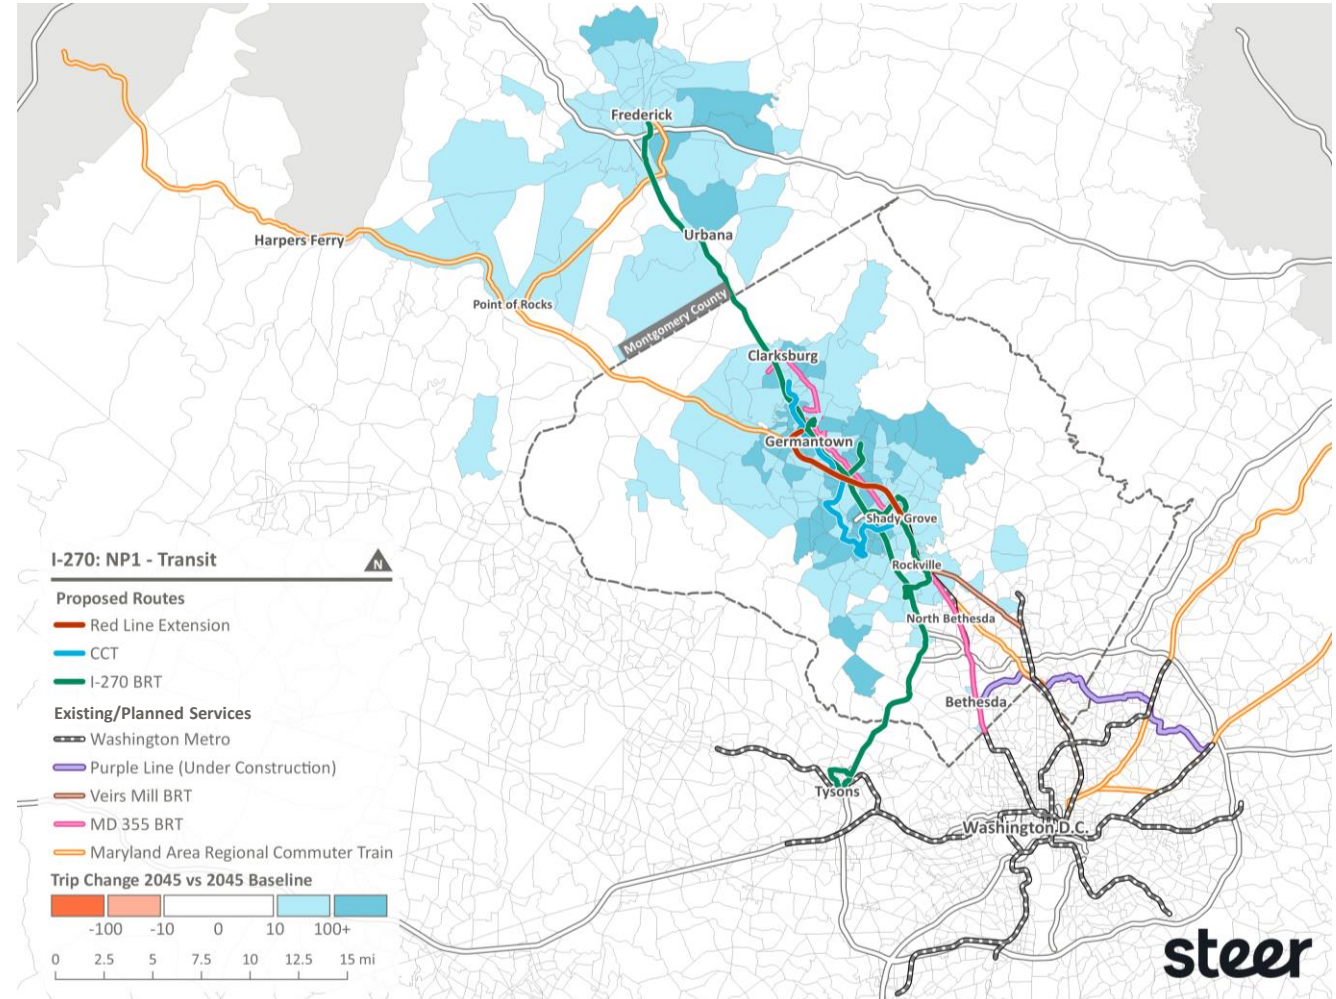 Frederick
Urbana
Harpers Ferry
Point of Rocks
Montgomery County
Clarksburg
Germantown
Shady Grove
Rockville
North Bethesda
Bethesda
Tysons
Washington D.C.
I-270: NP1 - Transit
N
Proposed Routes
Red Line Extension
CCT
I-270 BRT
Existing/Planned Services
Washington Metro
Purple Line (Under Construction)
Veirs Mill BRT
MD 355 BRT
Maryland Area Regional Commuter Train
Trip Change 2045 vs 2045 Baseline
-100 -10 0 10 100+
0 2.5 5 7.5 10 12.5 15 mi
steer